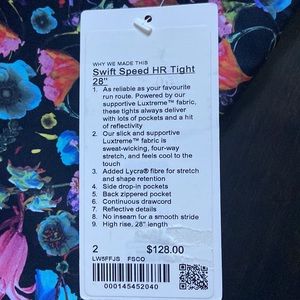 WHY WE MADE THIS
Swift Speed HR Tight
28"
1. As reliable as your favourite
run route. Powered by our
supportive Luxtreme™ fabric,
these tights always deliver
with lots of pockets and a hit
of reflectivity
2. Our slick and supportive
Luxtreme™ fabric is
sweat-wicking, four-way
stretch, and feels cool to the
touch
3. Added Lycra® fibre for stretch
and shape retention
4. Side drop-in pockets
5. Back zippered pocket
6. Continuous drawcord
7. Reflective details
8. No inseam for a smooth stride
9. High rise, 28" length
2 $128.00
LW5FFJS FSCO
000145452040